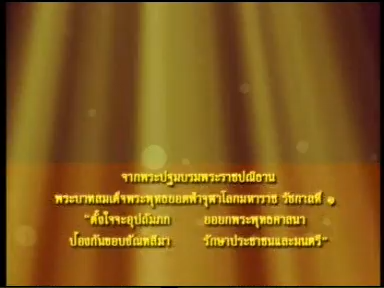 จากพระปฐมบรมพระราชปณิธาน
พระบาทสมเด็จพระพุทธยอดฟ้าจุฬาโลกมหาราช รัชกาลที่ ๑
"ตั้งใจจะอุปถัมภก ยอยกพระพุทธศาสนา
ป้องกันขอบขัณฑสีมา รักษาประชาชนและมนตรี"